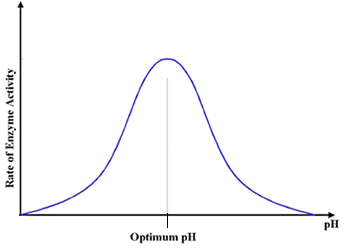 Rate of Enzyme Activity
pH
Optimum pH